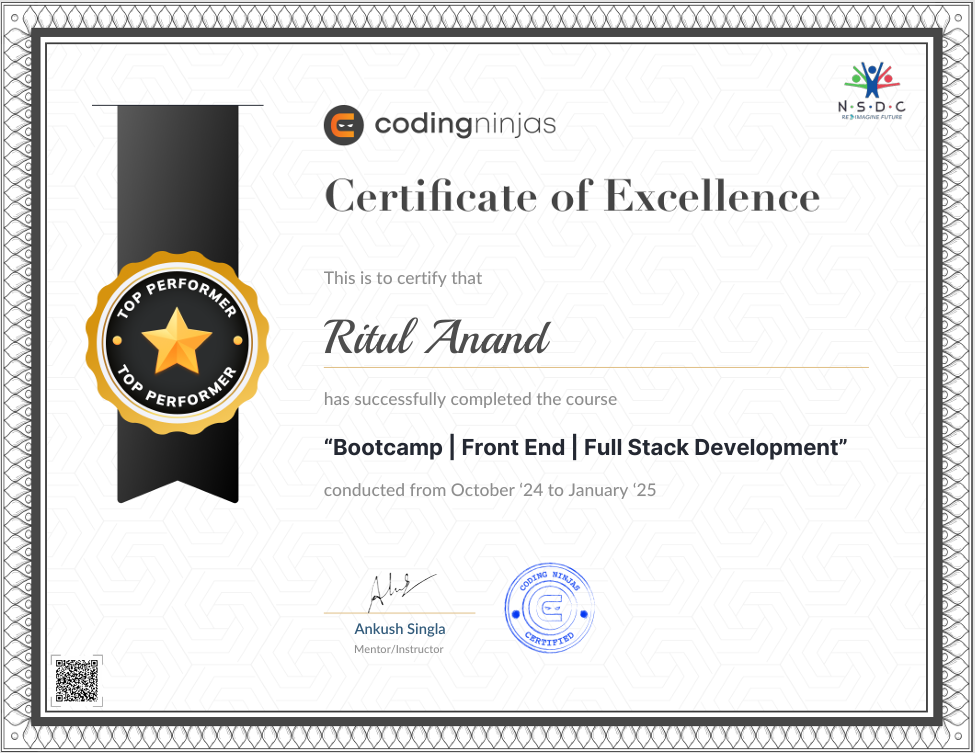 N·S·D·C
RE IMAGINE FUTURE
codingninjas
Certificate of Excellence
TOP PERFORMER
TOP PERFORMER
This is to certify that
Ritul Anand
has successfully completed the course
“Bootcamp | Front End | Full Stack Development”
conducted from October ‘24 to January ‘25
Ankush Singla
Mentor/Instructor
CODING NINJAS
CERTIFIED